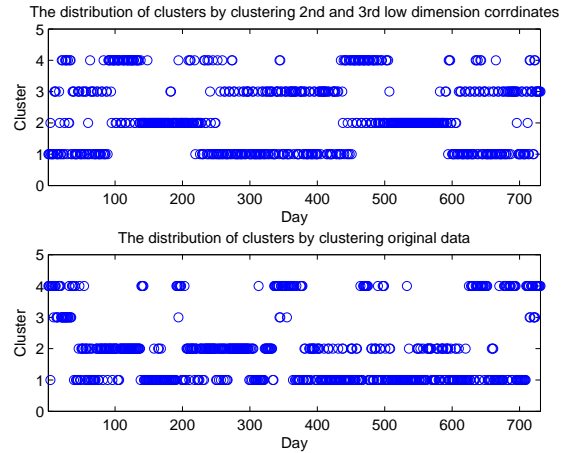 The distribution of clusters by clustering 2nd and 3rd low dimension corrdinates
5
4
3
2
1
0
Cluster
100 200 300 400 500 600 700
Day
The distribution of clusters by clustering original data
5
4
3
2
1
0
Cluster
100 200 300 400 500 600 700
Day